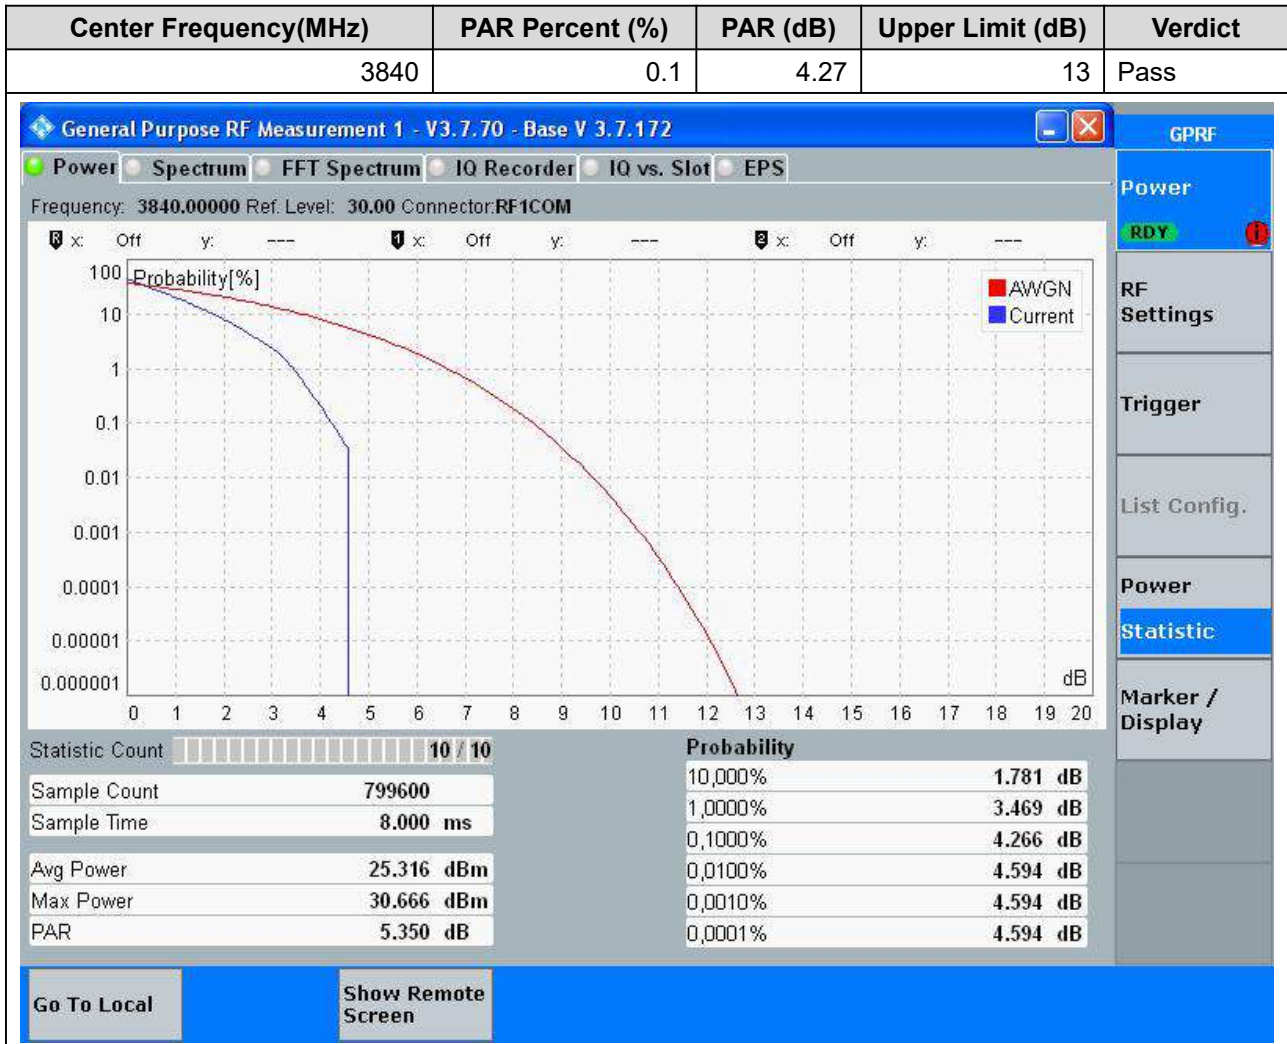 Center Frequency(MHz) PAR Percent (%) PAR (dB) Upper Limit (dB) Verdict
3840 0.1 4.27 13 Pass
General Purpose RF Measurement 1 - V3.7.70 - Base V 3.7.172
GPRF
Power Spectrum FFT Spectrum IQ Recorder IQ vs. Slot EPS
Power
RDY
Frequency: 3840.00000 Ref. Level: 30.00 Connector:RF1COM
R x: Off y: --- 1 x: Off y: --- 2 x: Off y: ---
Probability[%]
100
10
1
0.1
0.01
0.001
0.0001
0.00001
0.000001
AWGN
Current
dB
0 1 2 3 4 5 6 7 8 9 10 11 12 13 14 15 16 17 18 19 20
RF
Settings
Trigger
List Config.
Power
Statistic
Marker /
Display
Statistic Count 10 / 10
Sample Count 799600
Sample Time 8.000 ms
Avg Power 25.316 dBm
Max Power 30.666 dBm
PAR 5.350 dB
Probability
10,000% 1.781 dB
1,0000% 3.469 dB
0,1000% 4.266 dB
0,0100% 4.594 dB
0,0010% 4.594 dB
0,0001% 4.594 dB
Go To Local
Show Remote
Screen